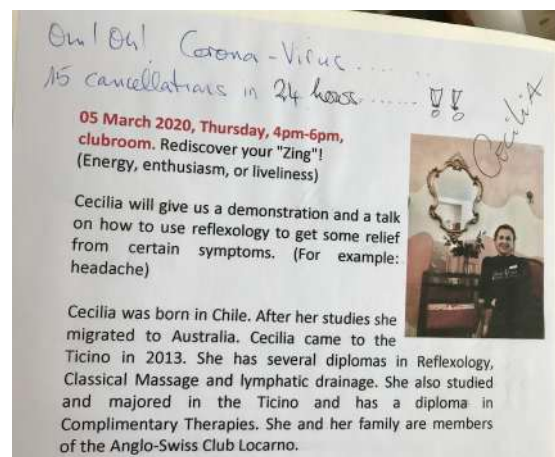 Ou! Oh! Corona-Virus........
15 cancellations in 24 hours....... !!
CeciliA
05 March 2020, Thursday, 4pm-6pm,
clubroom. Rediscover your "Zing"!
(Energy, enthusiasm, or liveliness)
Cecilia will give us a demonstration and a talk
on how to use reflexology to get some relief
from certain symptoms. (For example:
headache)
Cecilia was born in Chile. After her studies she
migrated to Australia. Cecilia came to the
Ticino in 2013. She has several diplomas in Reflexology,
Classical Massage and lymphatic drainage. She also studied
and majored in the Ticino and has a diploma in
Complimentary Therapies. She and her family are members
of the Anglo-Swiss Club Locarno.